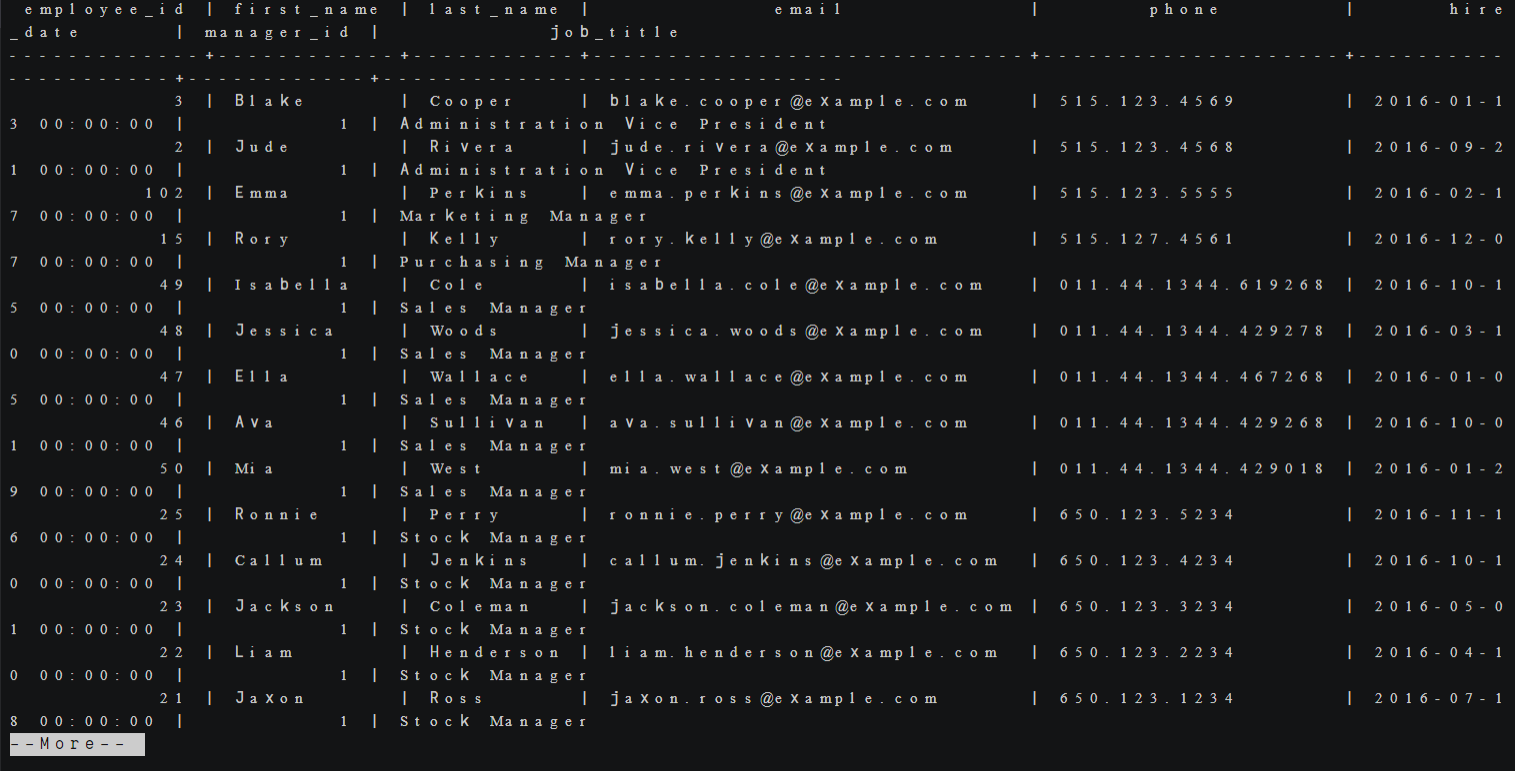 employee_id | first_name | last_name | email | phone | hire
_date | manager_id | job_title
-------------+------------+-----------+-----------------------------+--------------------+----------
-----------+------------+-------------------------------
3 | Blake | Cooper | blake.cooper@example.com | 515.123.4569 | 2016-01-1
3 00:00:00 | 1 | Administration Vice President
2 | Jude | Rivera | jude.rivera@example.com | 515.123.4568 | 2016-09-2
1 00:00:00 | 1 | Administration Vice President
102 | Emma | Perkins | emma.perkins@example.com | 515.123.5555 | 2016-02-1
7 00:00:00 | 1 | Marketing Manager
15 | Rory | Kelly | rory.kelly@example.com | 515.127.4561 | 2016-12-0
7 00:00:00 | 1 | Purchasing Manager
49 | Isabella | Cole | isabella.cole@example.com | 011.44.1344.619268 | 2016-10-1
5 00:00:00 | 1 | Sales Manager
48 | Jessica | Woods | jessica.woods@example.com | 011.44.1344.429278 | 2016-03-1
0 00:00:00 | 1 | Sales Manager
47 | Ella | Wallace | ella.wallace@example.com | 011.44.1344.467268 | 2016-01-0
5 00:00:00 | 1 | Sales Manager
46 | Ava | Sullivan | ava.sullivan@example.com | 011.44.1344.429268 | 2016-10-0
1 00:00:00 | 1 | Sales Manager
50 | Mia | West | mia.west@example.com | 011.44.1344.429018 | 2016-01-2
9 00:00:00 | 1 | Sales Manager
25 | Ronnie | Perry | ronnie.perry@example.com | 650.123.5234 | 2016-11-1
6 00:00:00 | 1 | Stock Manager
24 | Callum | Jenkins | callum.jenkins@example.com | 650.123.4234 | 2016-10-1
0 00:00:00 | 1 | Stock Manager
23 | Jackson | Coleman | jackson.coleman@example.com | 650.123.3234 | 2016-05-0
1 00:00:00 | 1 | Stock Manager
22 | Liam | Henderson | liam.henderson@example.com | 650.123.2234 | 2016-04-1
0 00:00:00 | 1 | Stock Manager
21 | Jaxon | Ross | jaxon.ross@example.com | 650.123.1234 | 2016-07-1
8 00:00:00 | 1 | Stock Manager
--More--